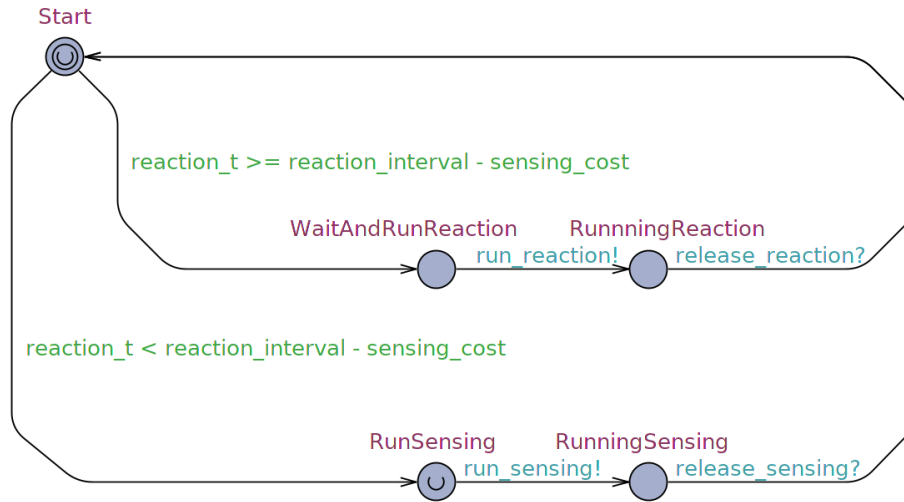 Start
reaction_t >= reaction_interval - sensing_cost
WaitAndRunReaction
RunnningReaction
run_reaction!
release_reaction?
reaction_t < reaction_interval - sensing_cost
RunSensing
RunningSensing
run_sensing!
release_sensing?